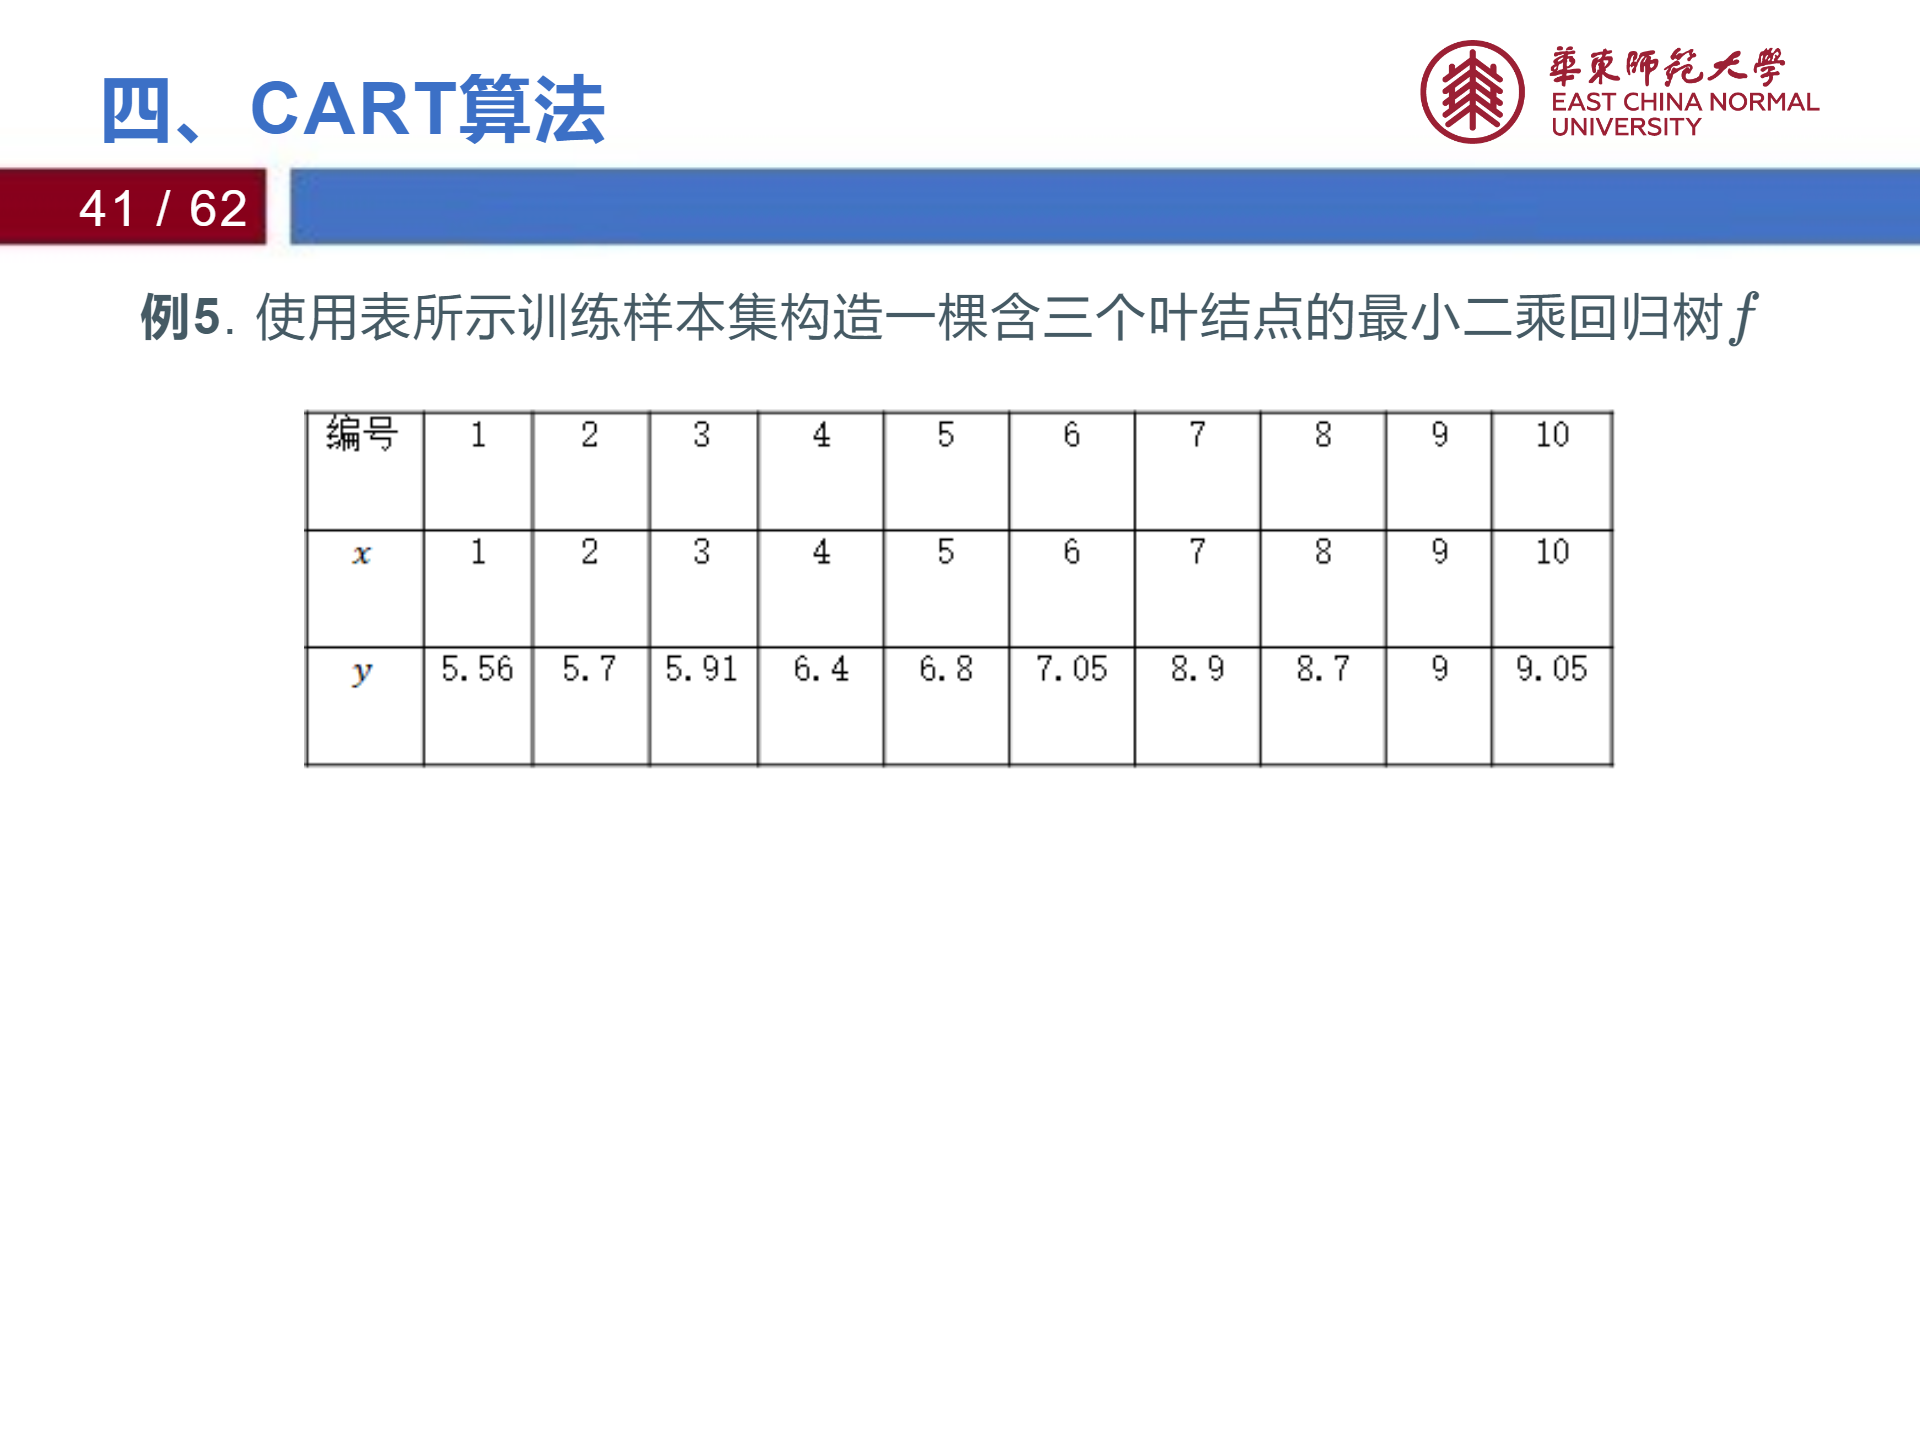 四、CART算法
華東師範大學
EAST CHINA NORMAL
UNIVERSITY
41 / 62
例5. 使用表所示训练样本集构造一棵含三个叶结点的最小二乘回归树f
编号 1 2 3 4 5 6 7 8 9 10
x 1 2 3 4 5 6 7 8 9 10
y 5.56 5.7 5.91 6.4 6.8 7.05 8.9 8.7 9 9.05